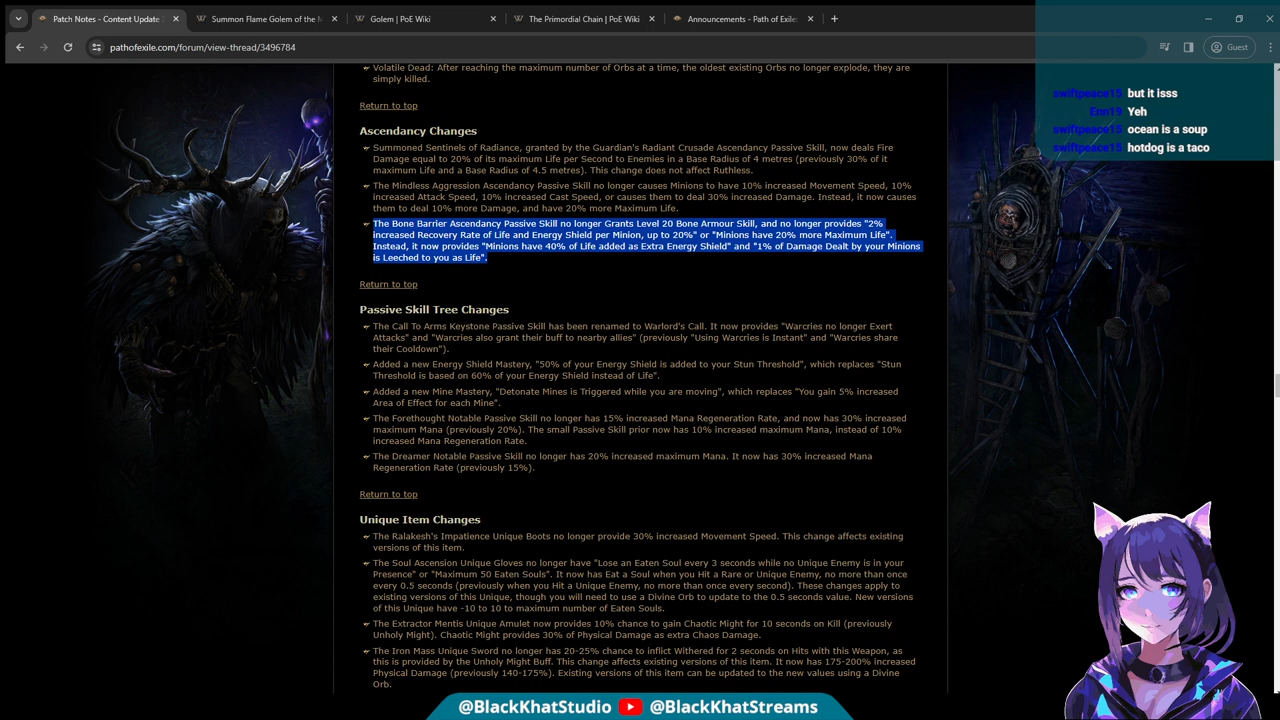 Patch Notes - Content Update
Summon Flame Golem of the M
Golem | PoE Wiki
The Primordial Chain | PoE Wiki
Announcements - Path of Exile
pathofexile.com/forum/view-thread/3496784
Guest
swiftpeace15 but it isss
Enn19 Yeh
swiftpeace15 ocean is a soup
swiftpeace15 hotdog is a taco
Volatile Dead: After reaching the maximum number of Orbs at a time, the oldest existing Orbs no longer explode, they are
simply killed.
Return to top
Ascendancy Changes
Summoned Sentinels of Radiance, granted by the Guardian's Radiant Crusade Ascendancy Passive Skill, now deals Fire
Damage equal to 20% of its maximum Life per Second to Enemies in a Base Radius of 4 metres (previously 30% of it
maximum Life and a Base Radius of 4.5 metres). This change does not affect Ruthless.
The Mindless Aggression Ascendancy Passive Skill no longer causes Minions to have 10% increased Movement Speed, 10%
increased Attack Speed, 10% increased Cast Speed, or causes them to deal 30% increased Damage. Instead, it now causes
them to deal 10% more Damage, and have 20% more Maximum Life.
The Bone Barrier Ascendancy Passive Skill no longer Grants Level 20 Bone Armour Skill, and no longer provides "2%
increased Recovery Rate of Life and Energy Shield per Minion, up to 20%" or "Minions have 20% more Maximum Life".
Instead, it now provides "Minions have 40% of Life added as Extra Energy Shield" and "1% of Damage Dealt by your Minions
is Leeched to you as Life".
Return to top
Passive Skill Tree Changes
The Call To Arms Keystone Passive Skill has been renamed to Warlord's Call. It now provides "Warcries no longer Exert
Attacks" and "Warcries also grant their buff to nearby allies" (previously "Using Warcries is Instant" and "Warcries share
their Cooldown").
Added a new Energy Shield Mastery, "50% of your Energy Shield is added to your Stun Threshold", which replaces "Stun
Threshold is based on 60% of your Energy Shield instead of Life".
Added a new Mine Mastery, "Detonate Mines is Triggered while you are moving", which replaces "You gain 5% increased
Area of Effect for each Mine".
The Forethought Notable Passive Skill no longer has 15% increased Mana Regeneration Rate, and now has 30% increased
maximum Mana (previously 20%). The small Passive Skill prior now has 10% increased maximum Mana, instead of 10%
increased Mana Regeneration Rate.
The Dreamer Notable Passive Skill no longer has 20% increased maximum Mana. It now has 30% increased Mana
Regeneration Rate (previously 15%).
Return to top
Unique Item Changes
The Ralakesh's Impatience Unique Boots no longer provide 30% increased Movement Speed. This change affects existing
versions of this item.
The Soul Ascension Unique Gloves no longer have "Lose an Eaten Soul every 3 seconds while no Unique Enemy is in your
Presence" or "Maximum 50 Eaten Souls". It now has Eat a Soul when you Hit a Rare or Unique Enemy, no more than once
every 0.5 seconds (previously when you Hit a Unique Enemy, no more than once every second). These changes apply to
existing versions of this Unique, though you will need to use a Divine Orb to update to the 0.5 seconds value. New versions
of this Unique have -10 to 10 to maximum number of Eaten Souls.
The Extractor Mentis Unique Amulet now provides 10% chance to gain Chaotic Might for 10 seconds on Kill (previously
Unholy Might). Chaotic Might provides 30% of Physical Damage as extra Chaos Damage.
The Iron Mass Unique Sword no longer has 20-25% chance to inflict Withered for 2 seconds on Hits with this Weapon, as
this is provided by the Unholy Might Buff. This change affects existing versions of this item. It now has 175-200% increased
Physical Damage (previously 140-175%). Existing versions of this item can be updated to the new values using a Divine
Orb.
@BlackKhatStudio @BlackKhatStreams